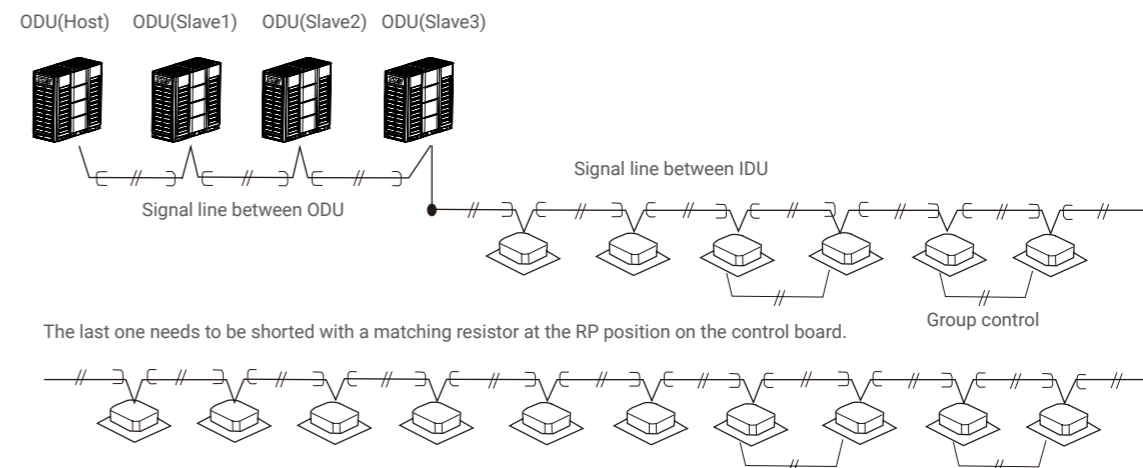 ODU(Host) ODU(Slave1) ODU(Slave2) ODU(Slave3)
Signal line between IDU
Signal line between ODU
Group control
The last one needs to be shorted with a matching resistor at the RP position on the control board.